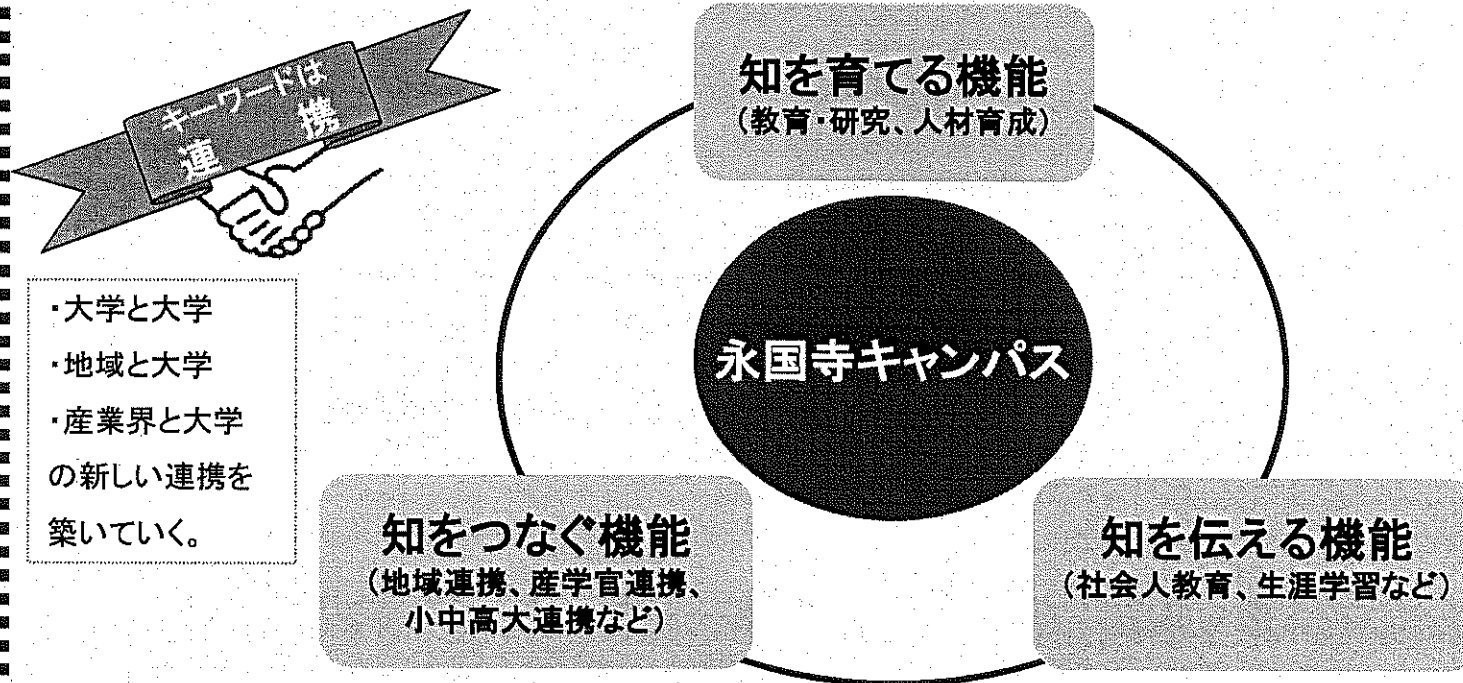 キーワードは
連携
・大学と大学
・地域と大学
・産業界と大学
の新しい連携を
築いていく。
知を育てる機能
(教育・研究、人材育成)
永国寺キャンパス
知をつなぐ機能
(地域連携、産学官連携、
小中高大連携など)
知を伝える機能
(社会人教育、生涯学習など)